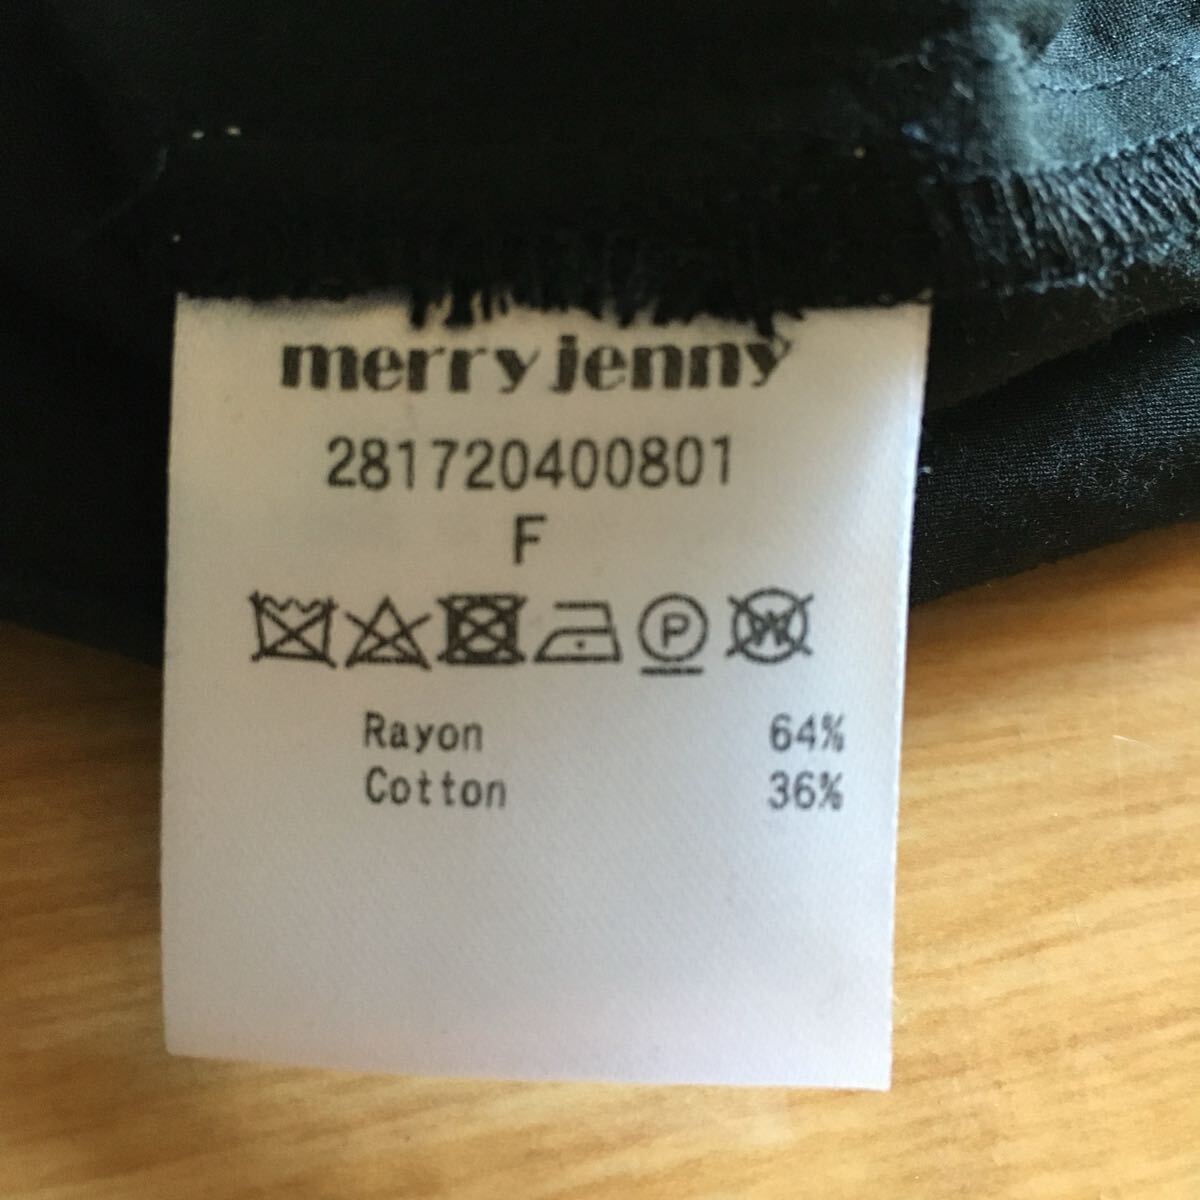 merry jenny
281720400801
F
P W
Rayon 64%
Cotton 36%